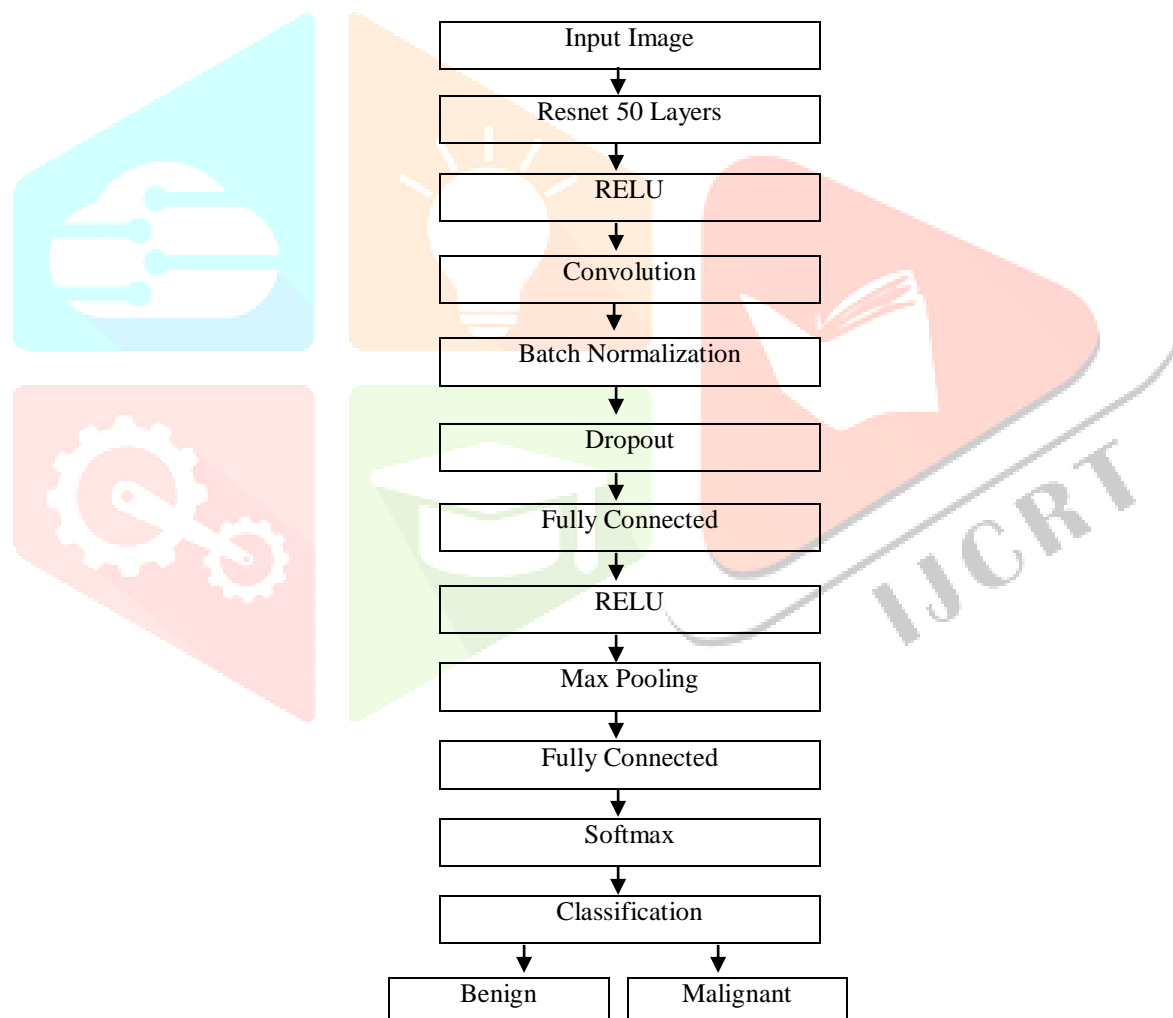 Input Image
Resnet 50 Layers
RELU
Convolution
Batch Normalization
Dropout
Fully Connected
RELU
Max Pooling
Fully Connected
Softmax
Classification
Benign
Malignant
IJCRT